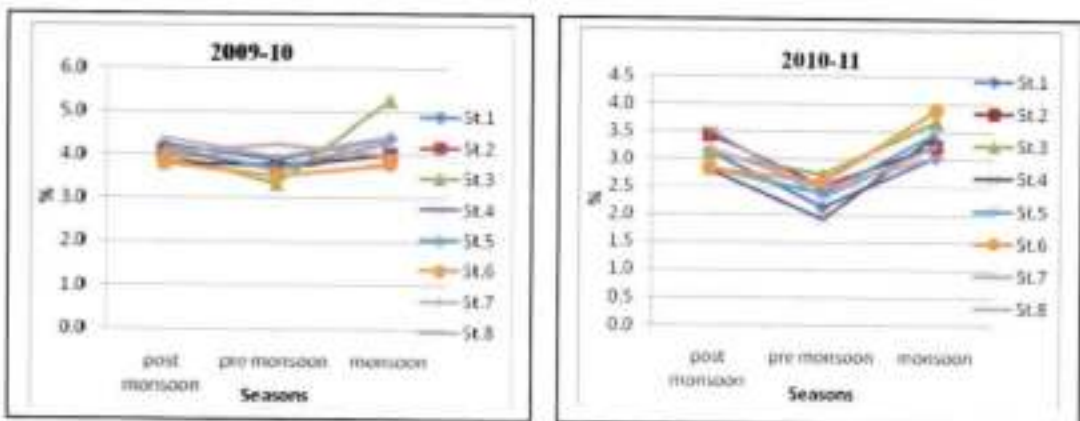 2009-10
6.0
5.0
4.0
3.0
2.0
1.0
0.0
%
post monsoon
pre monsoon
monsoon
Seasons
St.1
St.2
St.3
St.4
St.5
St.6
St.7
St.8
2010-11
4.5
4.0
3.5
3.0
2.5
2.0
1.5
1.0
0.5
0.0
%
post monsoon
pre monsoon
monsoon
Seasons
St.1
St.2
St.3
St.4
St.5
St.6
St.7
St.8